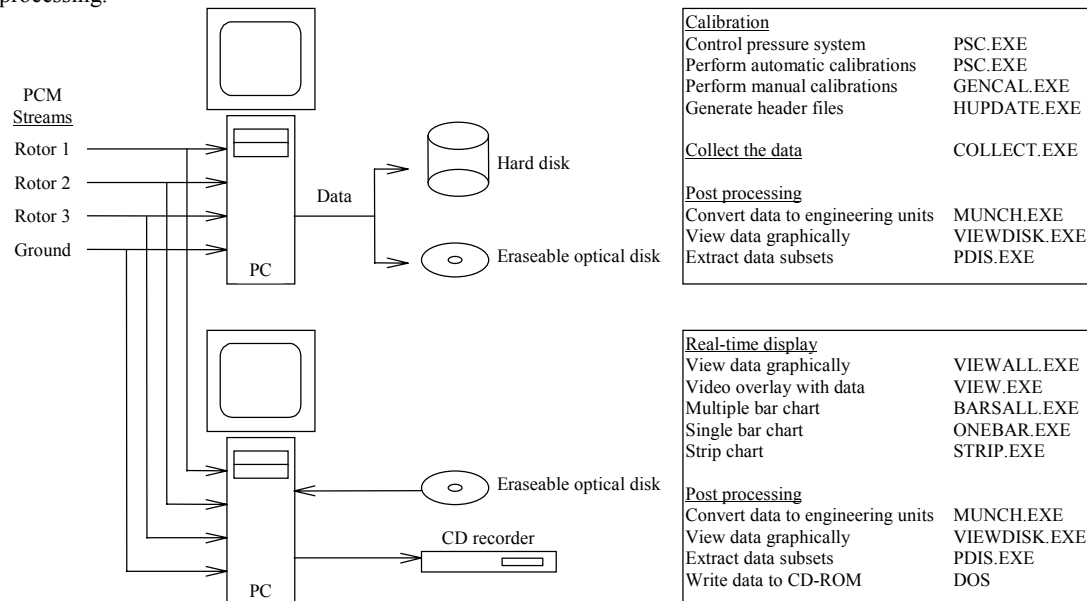 processing.
PCM
Streams
Rotor 1
Rotor 2
Rotor 3
Ground
PC
Data
Hard disk
Eraseable optical disk
Calibration
Control pressure system PSC.EXE
Perform automatic calibrations PSC.EXE
Perform manual calibrations GENCAL.EXE
Generate header files HUPDATE.EXE
Collect the data COLLECT.EXE
Post processing
Convert data to engineering units MUNCH.EXE
View data graphically VIEWDISK.EXE
Extract data subsets PDIS.EXE
PC
Eraseable optical disk
CD recorder
Real-time display
View data graphically VIEWALL.EXE
Video overlay with data VIEW.EXE
Multiple bar chart BARSALL.EXE
Single bar chart ONEBAR.EXE
Strip chart STRIP.EXE
Post processing
Convert data to engineering units MUNCH.EXE
View data graphically VIEWDISK.EXE
Extract data subsets PDIS.EXE
Write data to CD-ROM DOS